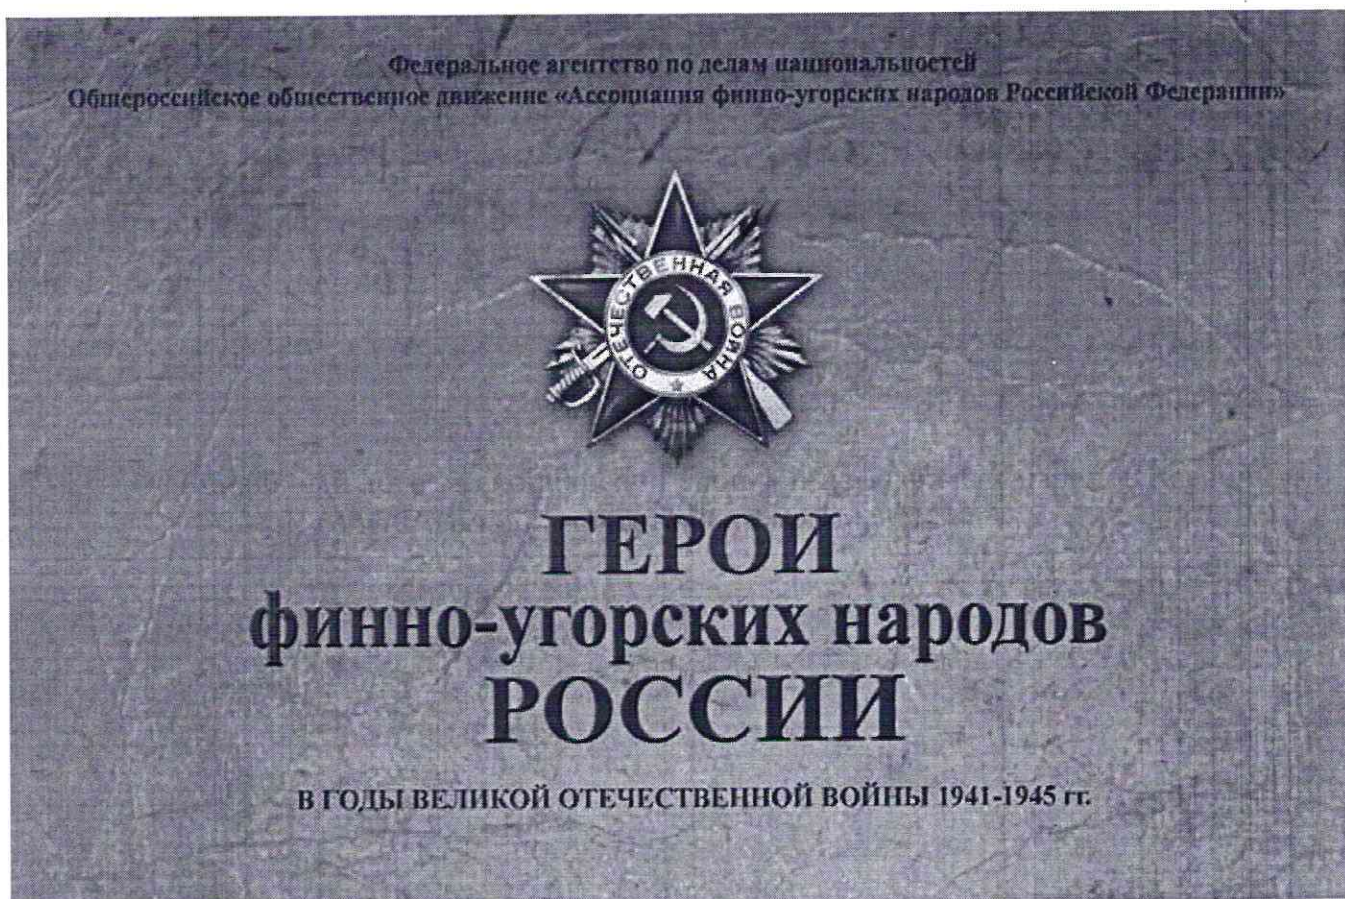 Федеральное агентство по делам национальностей
Общероссийское общественное движение «Ассоциация финно-угорских народов Российской Федерации»
ОТЕЧЕСТВЕННАЯ ВОЙНА
ГЕРОИ
финно-угорских народов
РОССИИ
В ГОДЫ ВЕЛИКОЙ ОТЕЧЕСТВЕННОЙ ВОЙНЫ 1941-1945 гг.